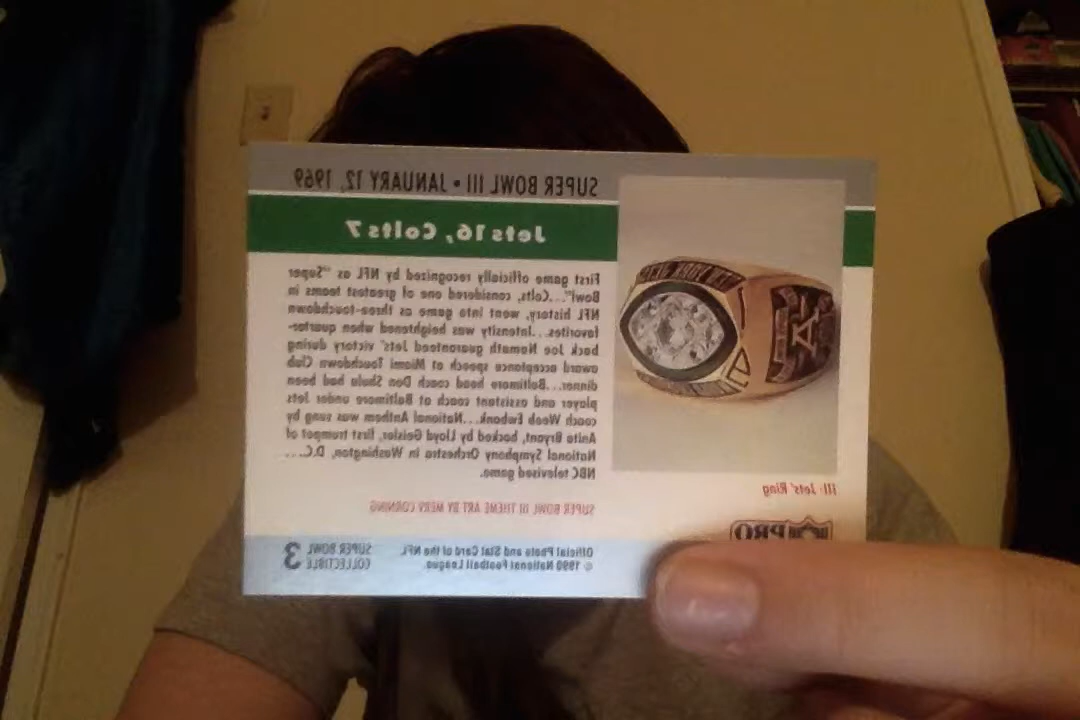 SUPER BOWL III • JANUARY 12, 1969
Jets 16, Colts 7
First game officially recognized by NFL as "Super
Bowl"...Colts, considered one of greatest teams in
NFL history, went into game as three-touchdown
favorites...Intensity was heightened when quarter-
back Joe Namath guaranteed Jets' victory during
award acceptance speech at Miami Touchdown Club
dinner...Baltimore head coach Don Shula had been
player and assistant coach at Baltimore under Jets
coach Weeb Ewbank...National Anthem was sung by
Anita Bryant, backed by Lloyd Geisler, first trumpet of
National Symphony Orchestra in Washington, D.C....
NBC televised game.
SUPER BOWL III THEME ART BY MERV CORNING
NEW YORK JETS
III: Jets' Ring
PRO
Official Photo and Stat Card of the NFL
© 1990 National Football League
SUPER BOWL
COLLECTIBLE
3